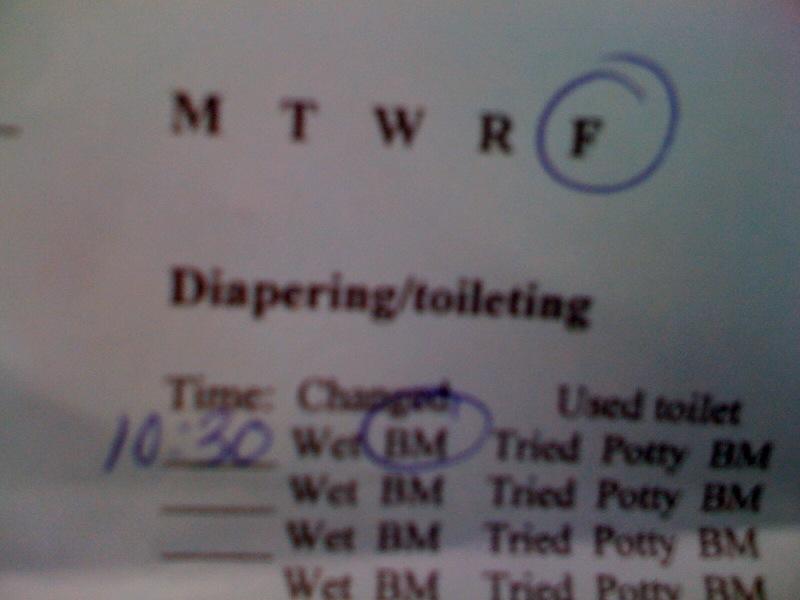 M T W R F
Diapering/toileting
Time: Changed Used toilet
10:30 Wet BM Tried Potty BM
Wet BM Tried Potty BM
Wet BM Tried Potty BM
Wet BM Tried Potty BM